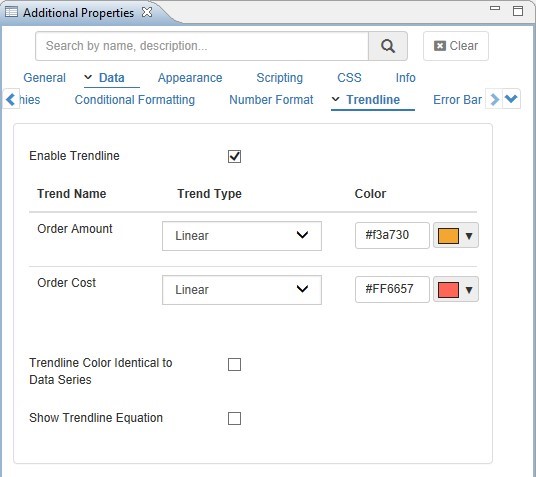 Additional Properties
Search by name, description...
Clear
General Data Appearance Scripting CSS Info
hies Conditional Formatting Number Format Trendline Error Bar
Enable Trendline
Trend Name Trend Type Color
Order Amount Linear #f3a730
Order Cost Linear #FF6657
Trendline Color Identical to
Data Series
Show Trendline Equation